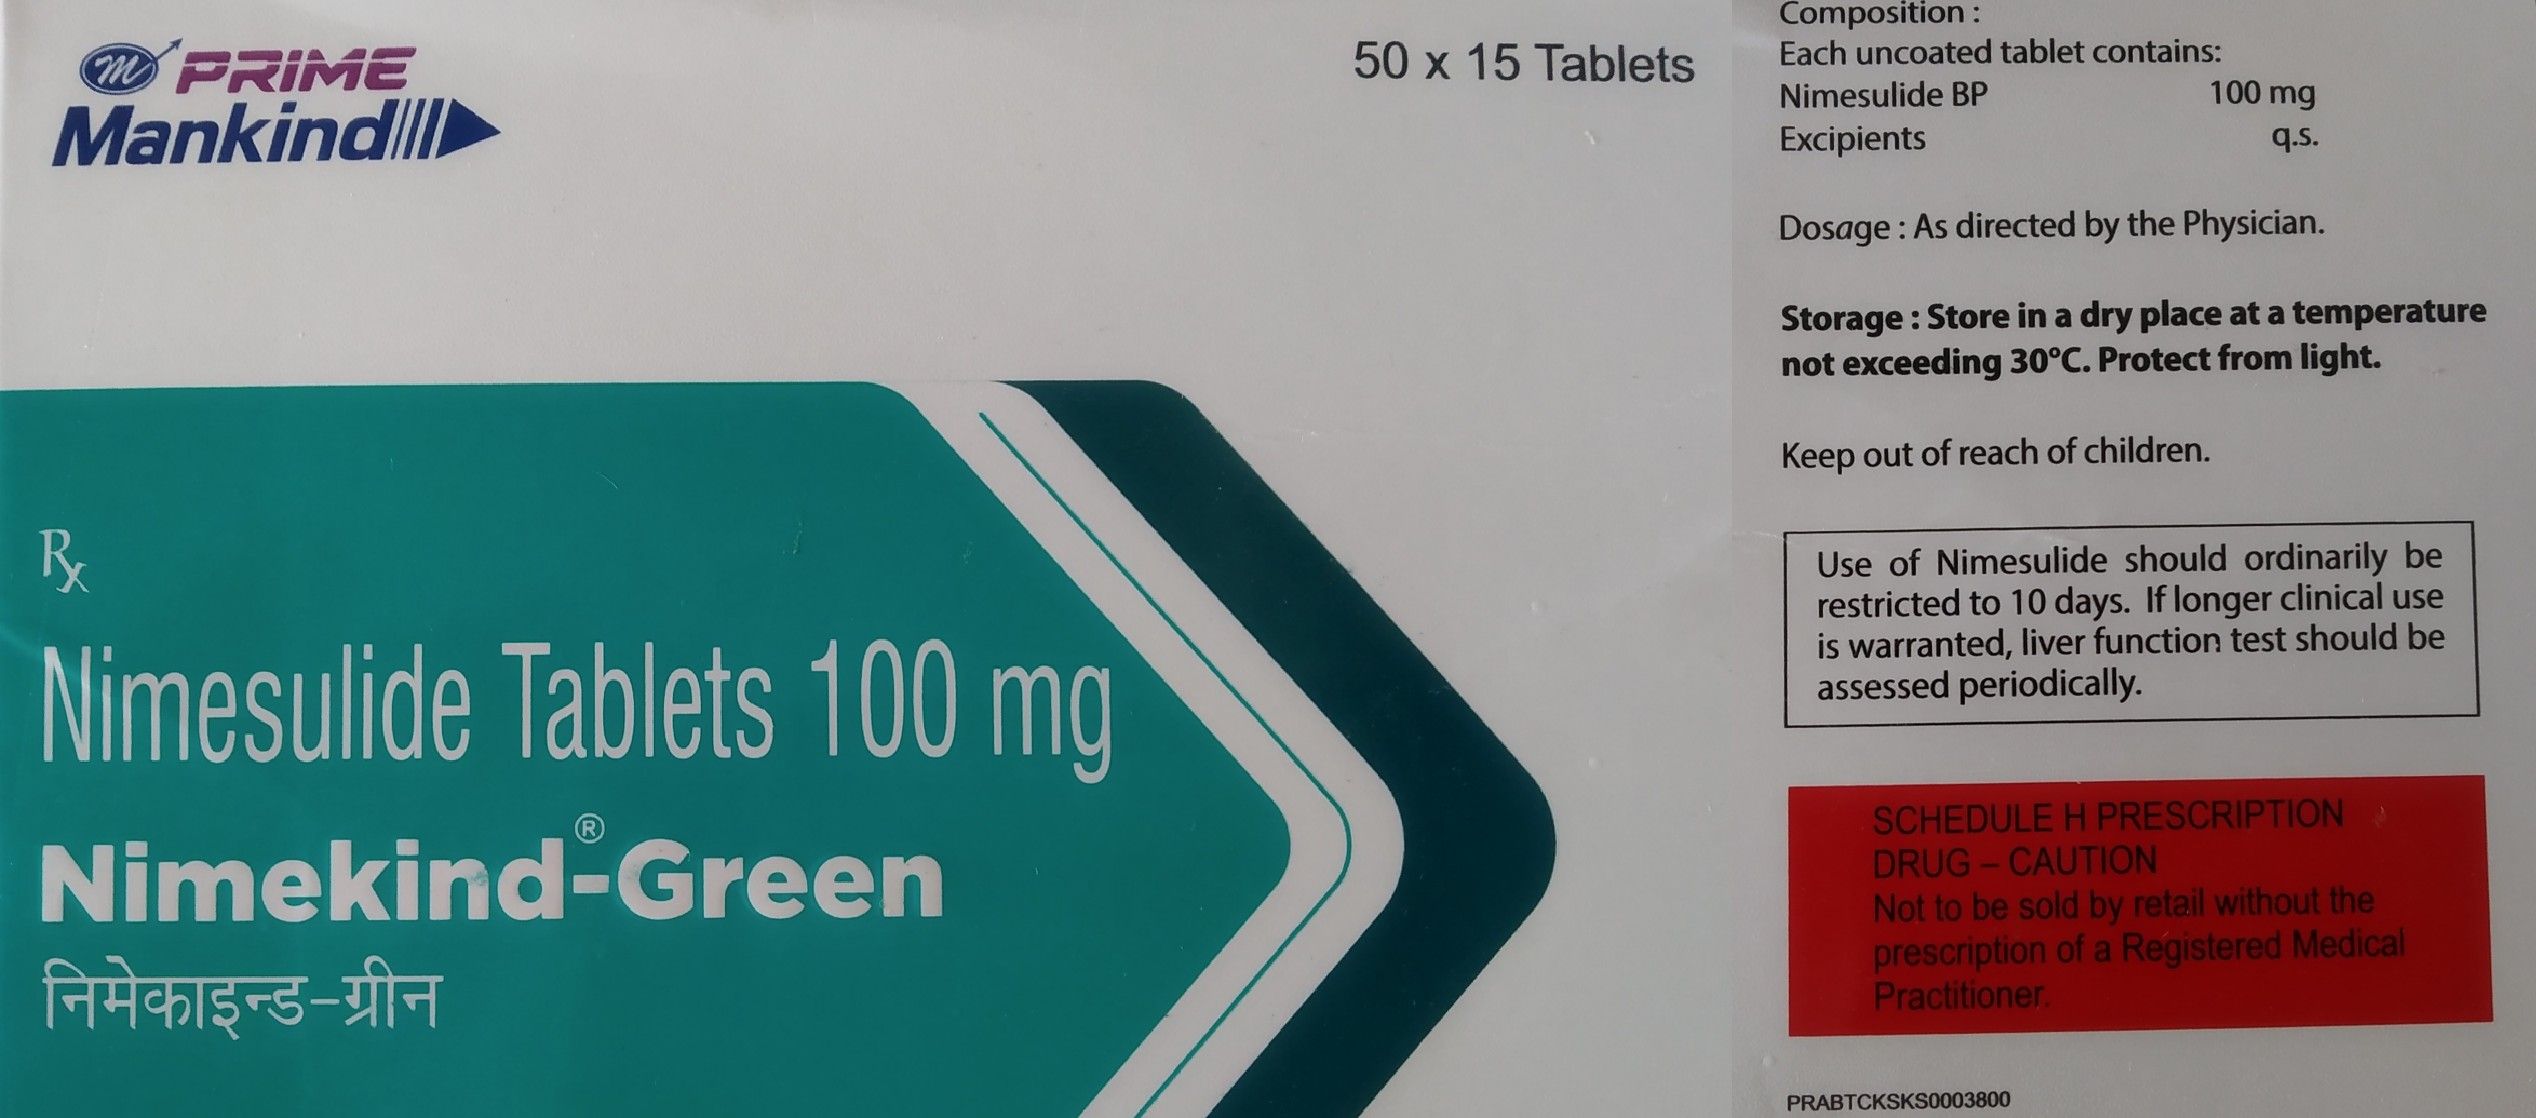 PRIME
Mankind
50 x 15 Tablets
Rx
Nimesulide Tablets 100 mg
Nimekind®-Green
निमेकाइन्ड-ग्रीन
Composition :
Each uncoated tablet contains:
Nimesulide BP 100 mg
Excipients q.s.
Dosage : As directed by the Physician.
Storage : Store in a dry place at a temperature
not exceeding 30°C. Protect from light.
Keep out of reach of children.
Use of Nimesulide should ordinarily be
restricted to 10 days. If longer clinical use
is warranted, liver function test should be
assessed periodically.
SCHEDULE H PRESCRIPTION
DRUG – CAUTION
Not to be sold by retail without the
prescription of a Registered Medical
Practitioner.
PRABTCKSKS0003800